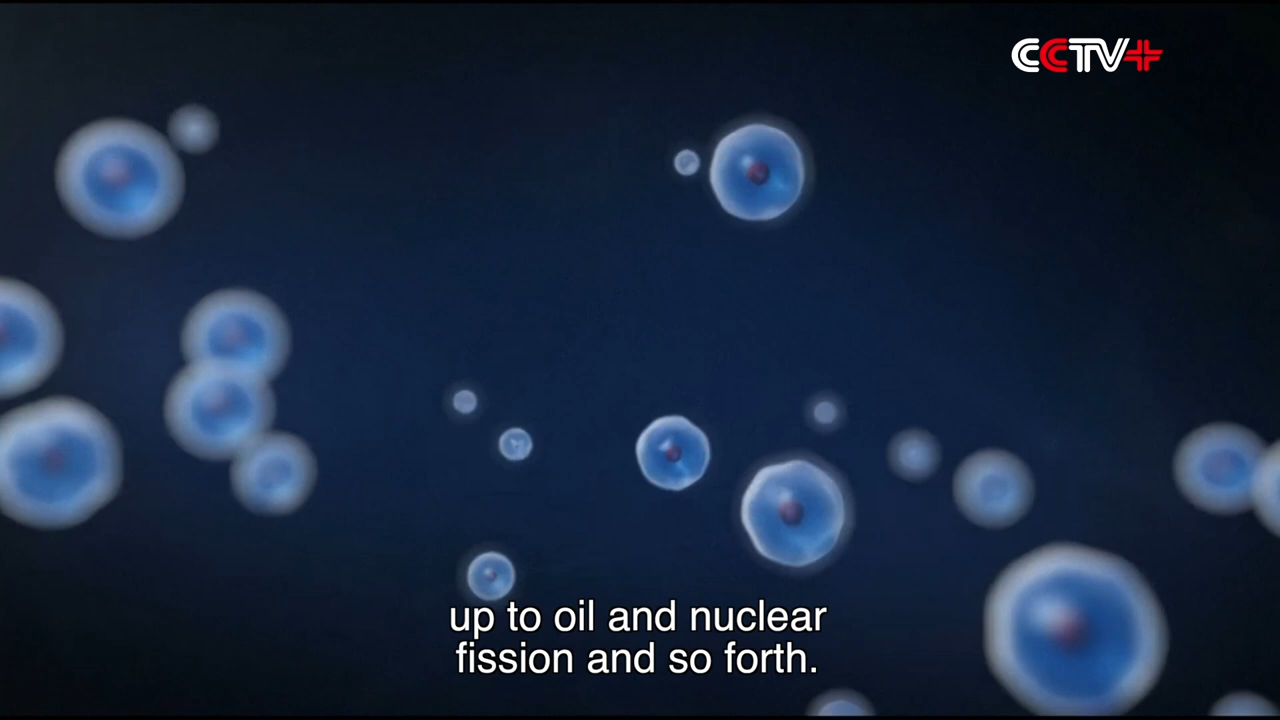 CCTV+
up to oil and nuclear
fission and so forth.